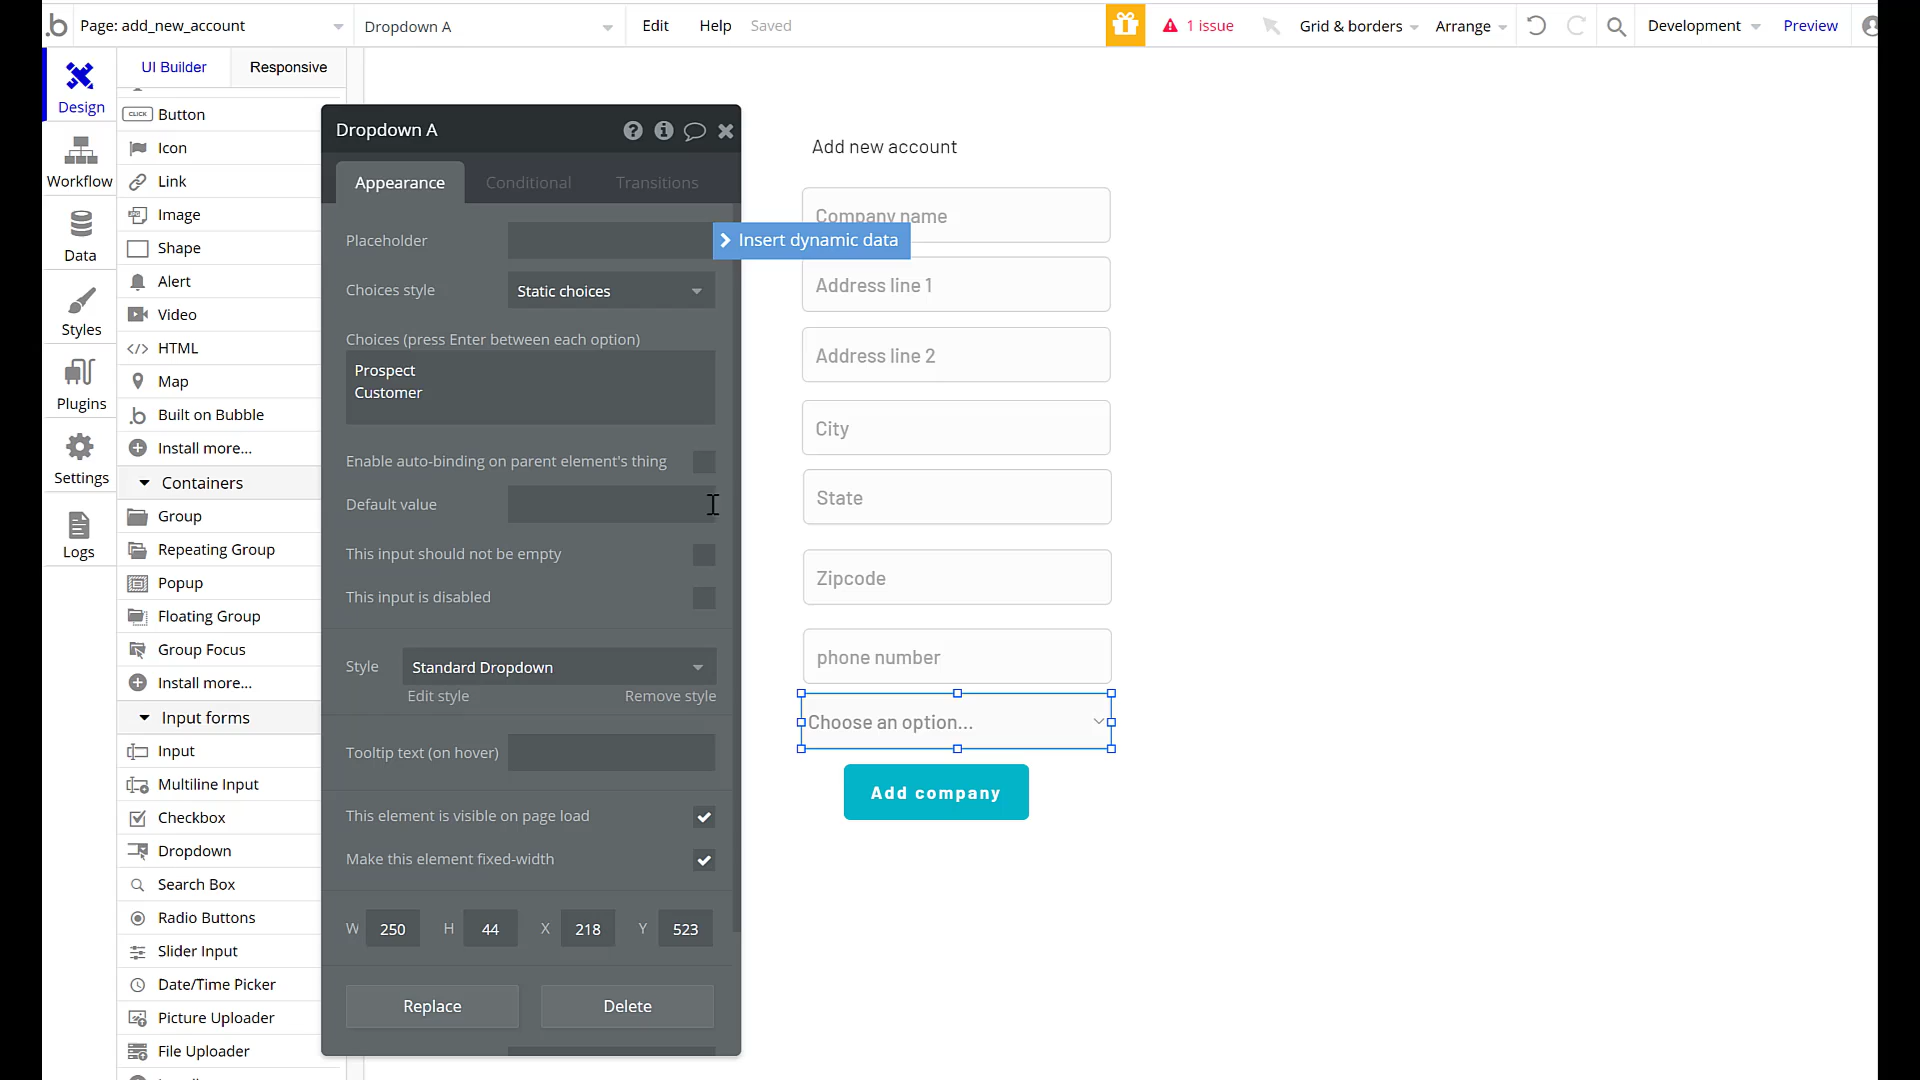 Page: add_new_account
Dropdown A
Edit
Help
Saved
1 issue
Grid & borders
Arrange
Development
Preview
Design
Workflow
Data
Styles
Plugins
Settings
Logs
UI Builder
Responsive
Button
CLICK
Icon
Link
Image
Shape
Alert
Video
HTML
Map
Built on Bubble
Install more...
Containers
Group
Repeating Group
Popup
Floating Group
Group Focus
Install more...
Input forms
Input
Multiline Input
Checkbox
Dropdown
Search Box
Radio Buttons
Slider Input
Date/Time Picker
Picture Uploader
File Uploader
Dropdown A
Appearance
Conditional
Transitions
Placeholder
Insert dynamic data
Choices style
Static choices
Choices (press Enter between each option)
Prospect
Customer
Enable auto-binding on parent element's thing
Default value
This input should not be empty
This input is disabled
Style
Standard Dropdown
Edit style
Remove style
Tooltip text (on hover)
This element is visible on page load
Make this element fixed-width
W 250 H 44 X 218 Y 523
Replace
Delete
Add new account
Company name
Address line 1
Address line 2
City
State
Zipcode
phone number
Choose an option...
Add company